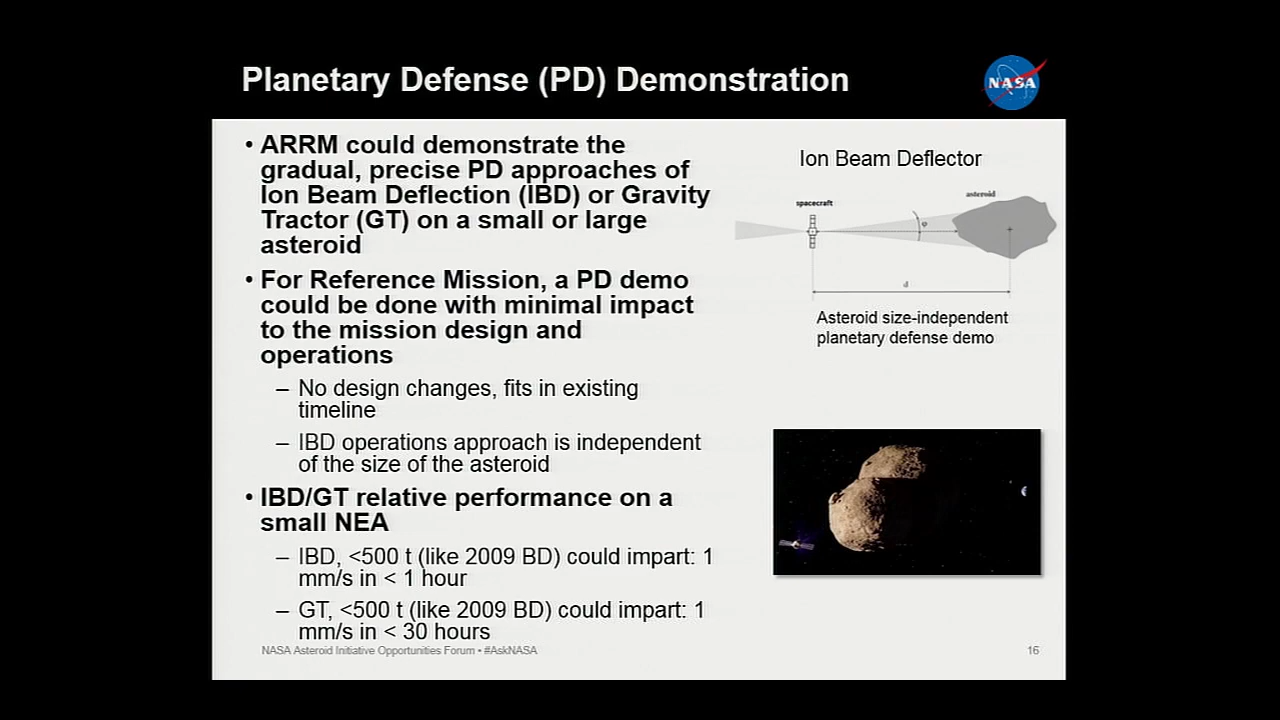 Planetary Defense (PD) Demonstration
NASA
• ARRM could demonstrate the
gradual, precise PD approaches of
Ion Beam Deflection (IBD) or Gravity
Tractor (GT) on a small or large
asteroid
• For Reference Mission, a PD demo
could be done with minimal impact
to the mission design and
operations
– No design changes, fits in existing
timeline
– IBD operations approach is independent
of the size of the asteroid
• IBD/GT relative performance on a
small NEA
– IBD, <500 t (like 2009 BD) could impart: 1
mm/s in < 1 hour
– GT, <500 t (like 2009 BD) could impart: 1
mm/s in < 30 hours
Ion Beam Deflector
asteroid
spacecraft
φ
d
Asteroid size-independent
planetary defense demo
NASA Asteroid Initiative Opportunities Forum • #AskNASA
16